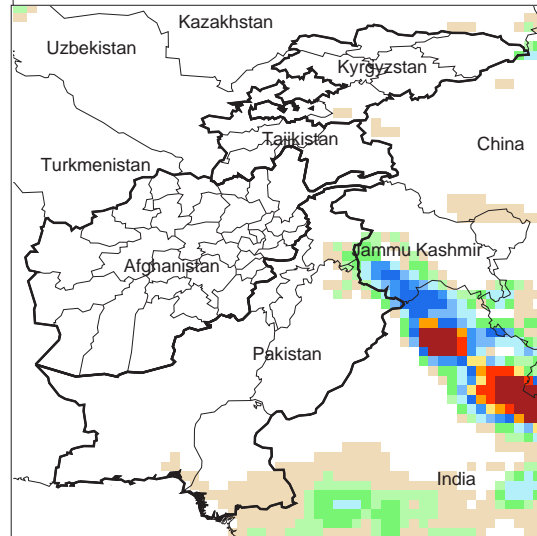 Kazakhstan
Uzbekistan
Kyrgyzstan
Tajikistan
China
Turkmenistan
Jammu Kashmir
Afghanistan
Pakistan
India